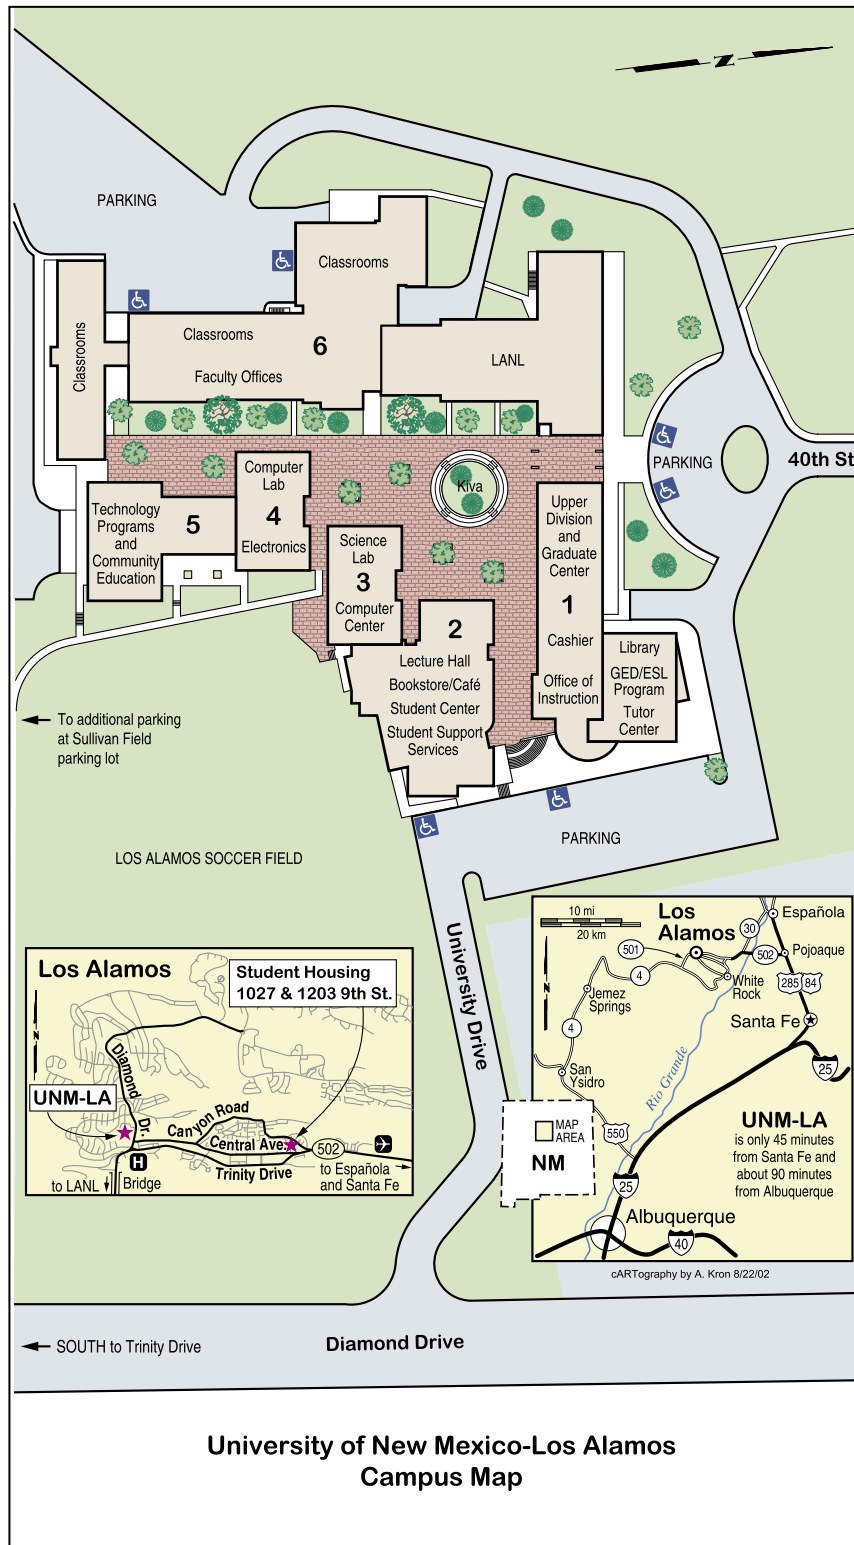 N
PARKING
Classrooms
Classrooms
Classrooms
6
Faculty Offices
LANL
PARKING
40th St
Computer
Lab
4
Electronics
Kiva
Technology
Programs
and
Community
Education
5
Science
Lab
3
Computer
Center
Upper
Division
and
Graduate
Center
1
Cashier
Office of
Instruction
2
Lecture Hall
Bookstore/Café
Student Center
Student Support
Services
Library
GED/ESL
Program
Tutor
Center
To additional parking
at Sullivan Field
parking lot
PARKING
LOS ALAMOS SOCCER FIELD
University Drive
Los Alamos
Student Housing
1027 & 1203 9th St.
N
Diamond
Dr.
UNM-LA
Canyon Road
Central Ave.
502
Trinity Drive
H
to LANL
Bridge
to Española
and Santa Fe
10 mi
20 km
Los
Alamos
30
Española
501
502
Pojoaque
N
4
White
Rock
285
84
Jemez
Springs
4
Santa Fe
San
Ysidro
Rio Grande
25
550
UNM-LA
is only 45 minutes
from Santa Fe and
about 90 minutes
from Albuquerque
MAP
AREA
NM
25
Albuquerque
40
cARTography by A. Kron 8/22/02
SOUTH to Trinity Drive
Diamond Drive
University of New Mexico-Los Alamos
Campus Map